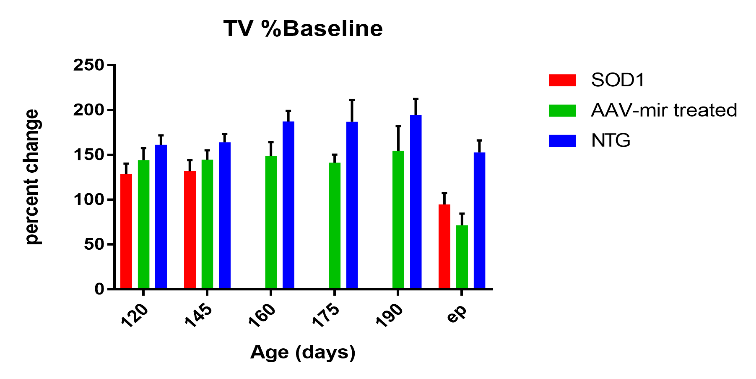 TV %Baseline
250
200
150
100
50
0
percent change
120
145
160
175
190
ep
Age (days)
SOD1
AAV-mir treated
NTG